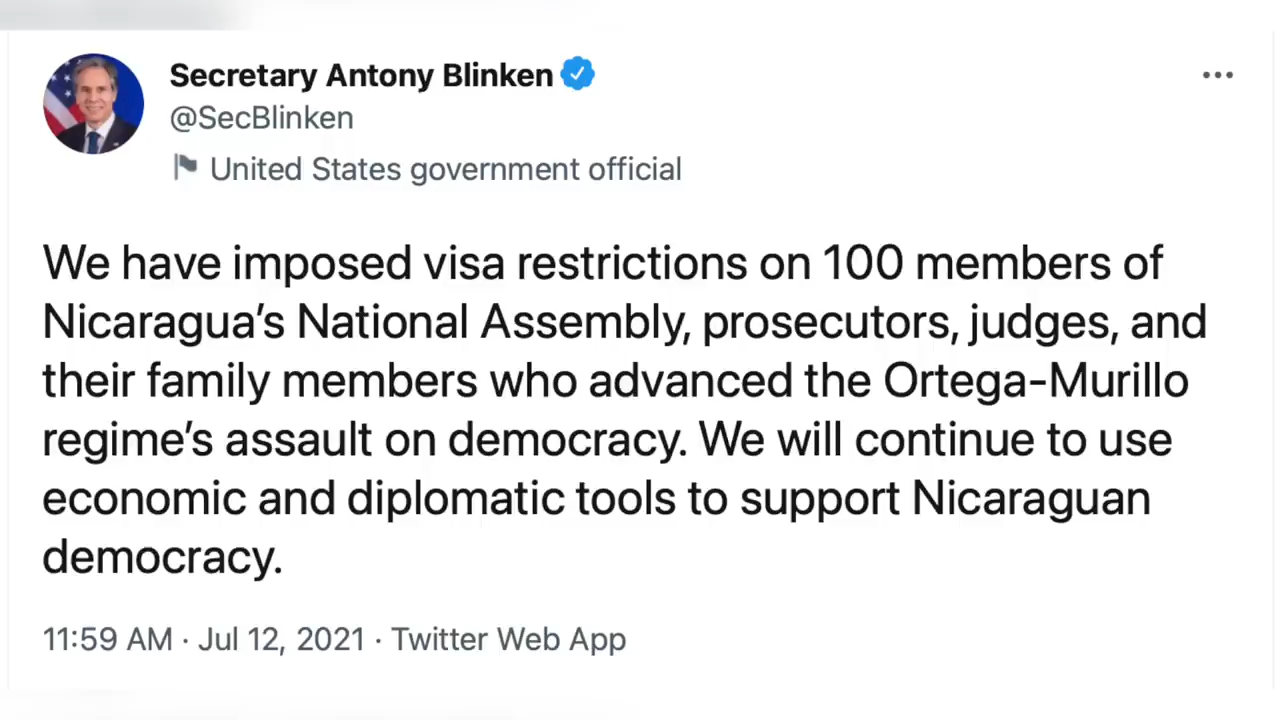 Secretary Antony Blinken
@SecBlinken
United States government official
We have imposed visa restrictions on 100 members of
Nicaragua’s National Assembly, prosecutors, judges, and
their family members who advanced the Ortega-Murillo
regime’s assault on democracy. We will continue to use
economic and diplomatic tools to support Nicaraguan
democracy.
11:59 AM · Jul 12, 2021 · Twitter Web App